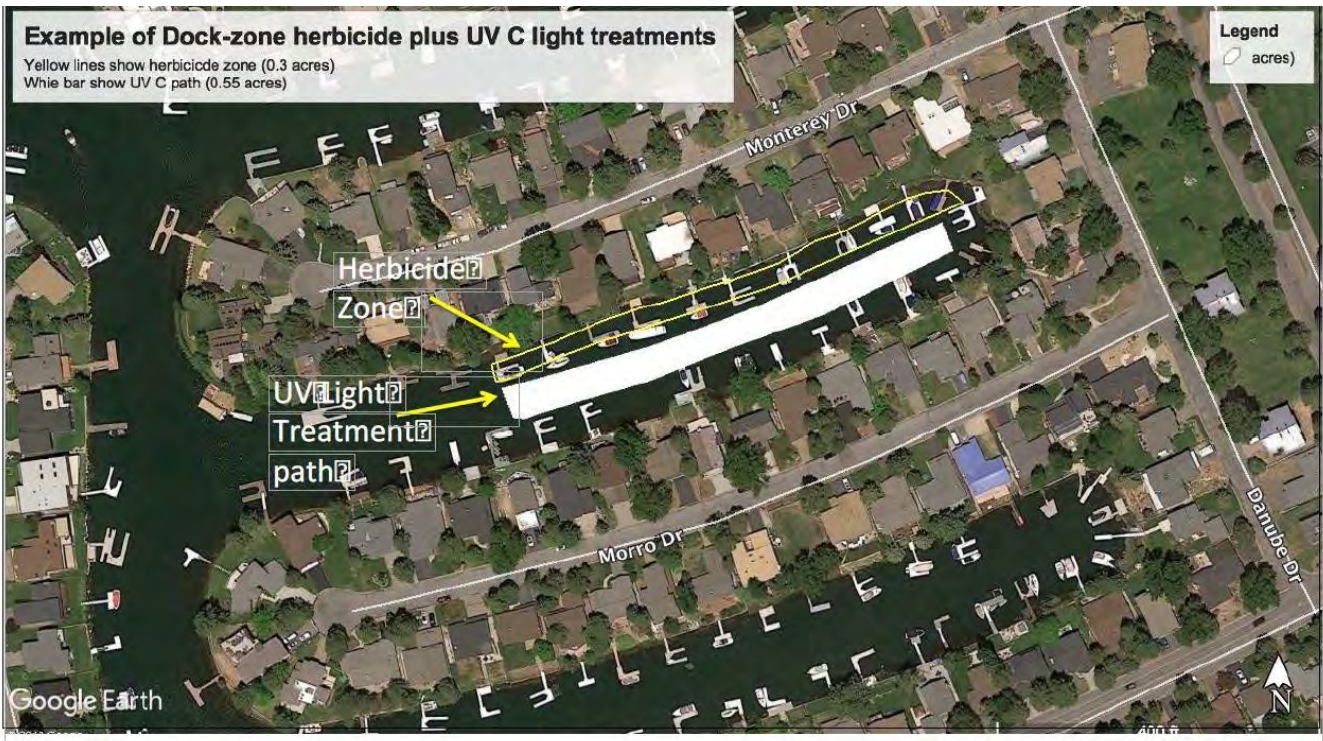 Example of Dock-zone herbicide plus UV C light treatments
Yellow lines show herbicicde zone (0.3 acres)
Whie bar show UV C path (0.55 acres)
Legend
acres)
Monterey Dr
Herbicide
Zone
UV Light
Treatment
path
Morro Dr
Danube Dr
Google Earth
N
400 ft